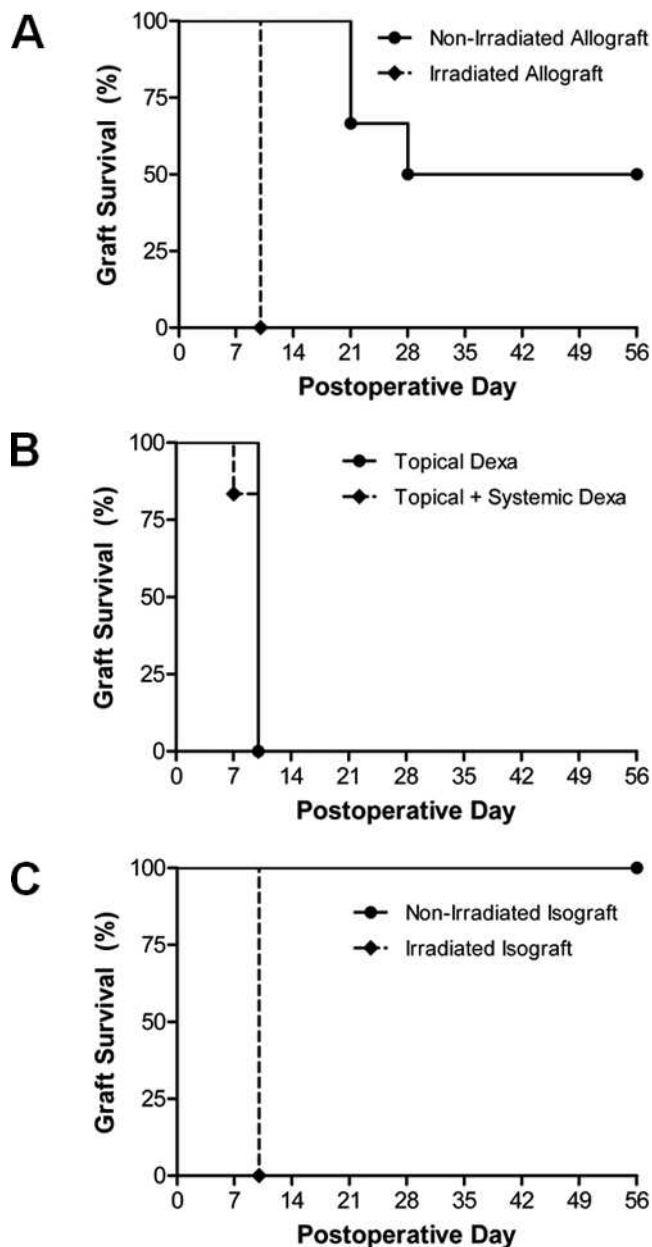 A
Graft Survival (%)
100
75
50
25
0
Non-Irradiated Allograft
Irradiated Allograft
0 7 14 21 28 35 42 49 56
Postoperative Day
B
Graft Survival (%)
100
75
50
25
0
Topical Dexa
Topical + Systemic Dexa
0 7 14 21 28 35 42 49 56
Postoperative Day
C
Graft Survival (%)
100
75
50
25
0
Non-Irradiated Isograft
Irradiated Isograft
0 7 14 21 28 35 42 49 56
Postoperative Day